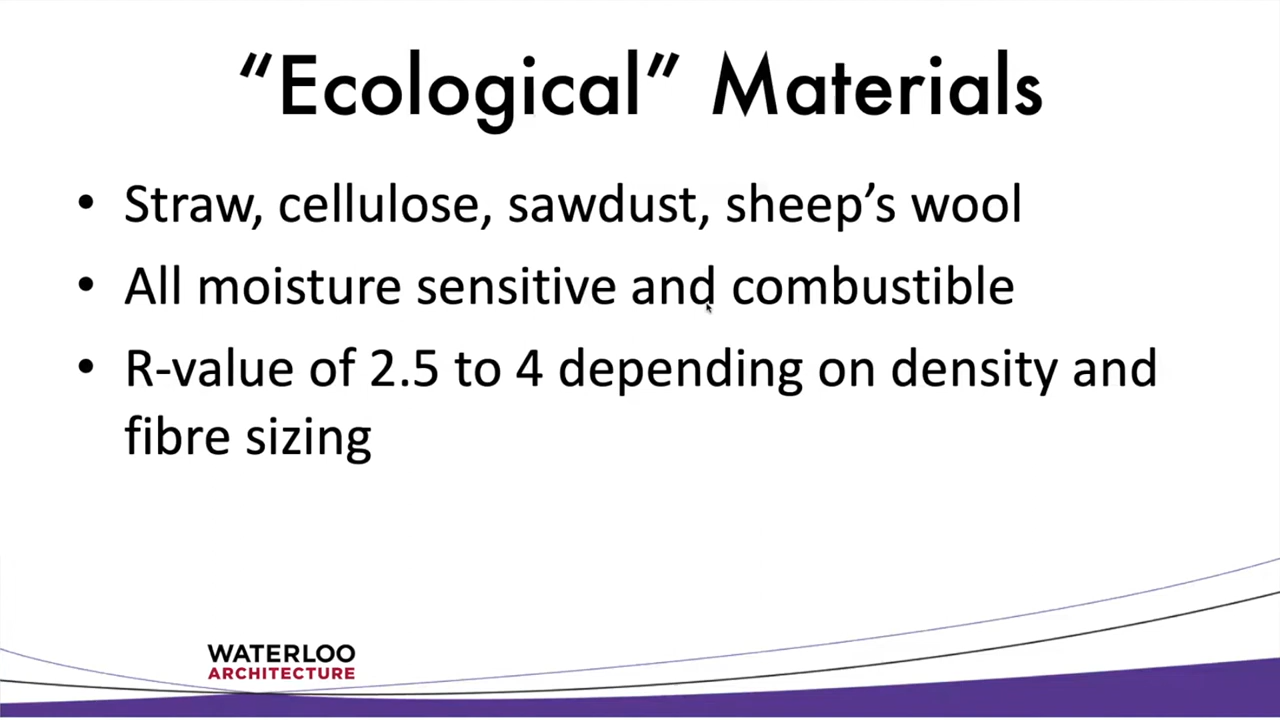 “Ecological” Materials
• Straw, cellulose, sawdust, sheep’s wool
• All moisture sensitive and combustible
• R-value of 2.5 to 4 depending on density and
fibre sizing
WATERLOO
ARCHITECTURE